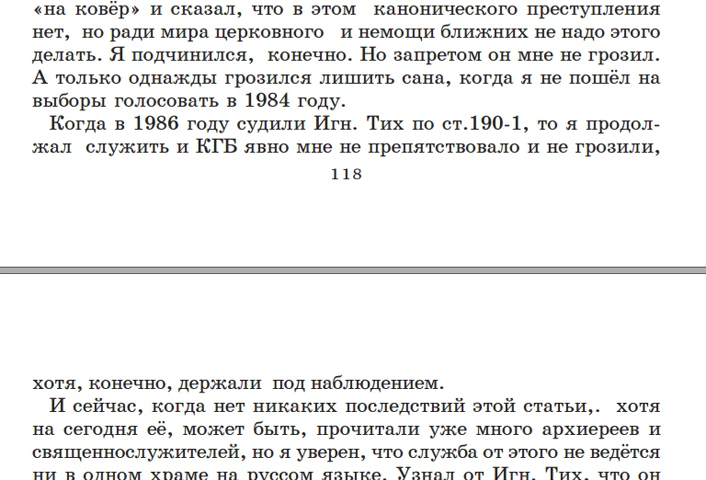 «на ковёр» и сказал, что в этом канонического преступления
нет, но ради мира церковного и немощи ближних не надо этого
делать. Я подчинился, конечно. Но запретом он мне не грозил.
А только однажды грозился лишить сана, когда я не пошёл на
выборы голосовать в 1984 году.
Когда в 1986 году судили Игн. Тих по ст.190-1, то я продол-
жал служить и КГБ явно мне не препятствовало и не грозили,
118
хотя, конечно, держали под наблюдением.
И сейчас, когда нет никаких последствий этой статьи,. хотя
на сегодня её, может быть, прочитали уже много архиереев и
священнослужителей, но я уверен, что служба от этого не ведётся
ни в одном храме на руссом языке. Узнал от Игн. Тих. что он